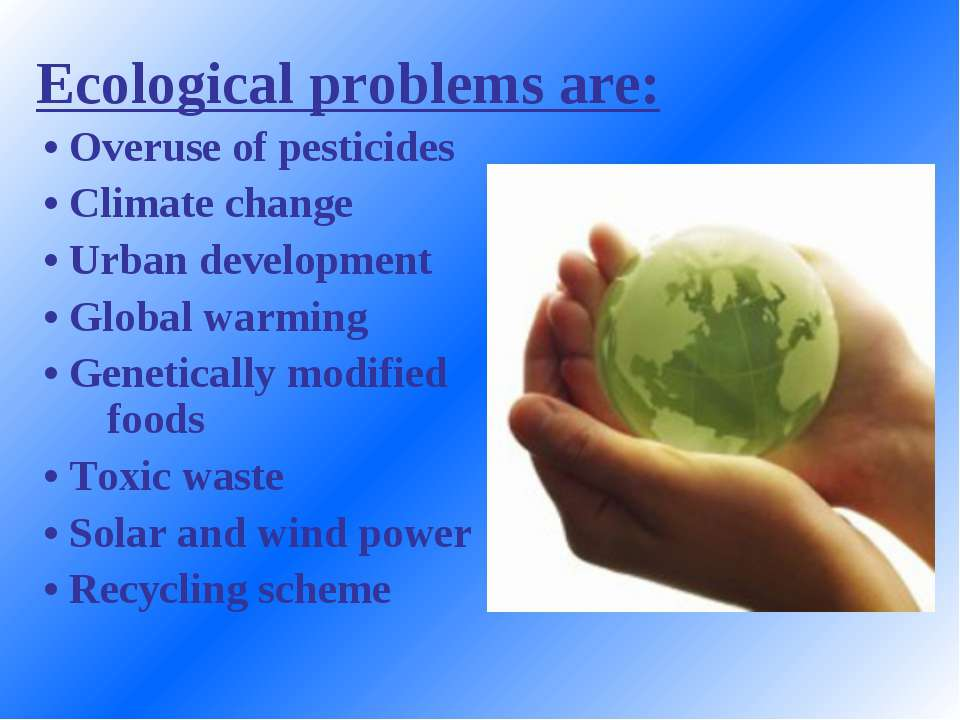 Ecological problems are:
• Overuse of pesticides
• Climate change
• Urban development
• Global warming
• Genetically modified
foods
• Toxic waste
• Solar and wind power
• Recycling scheme